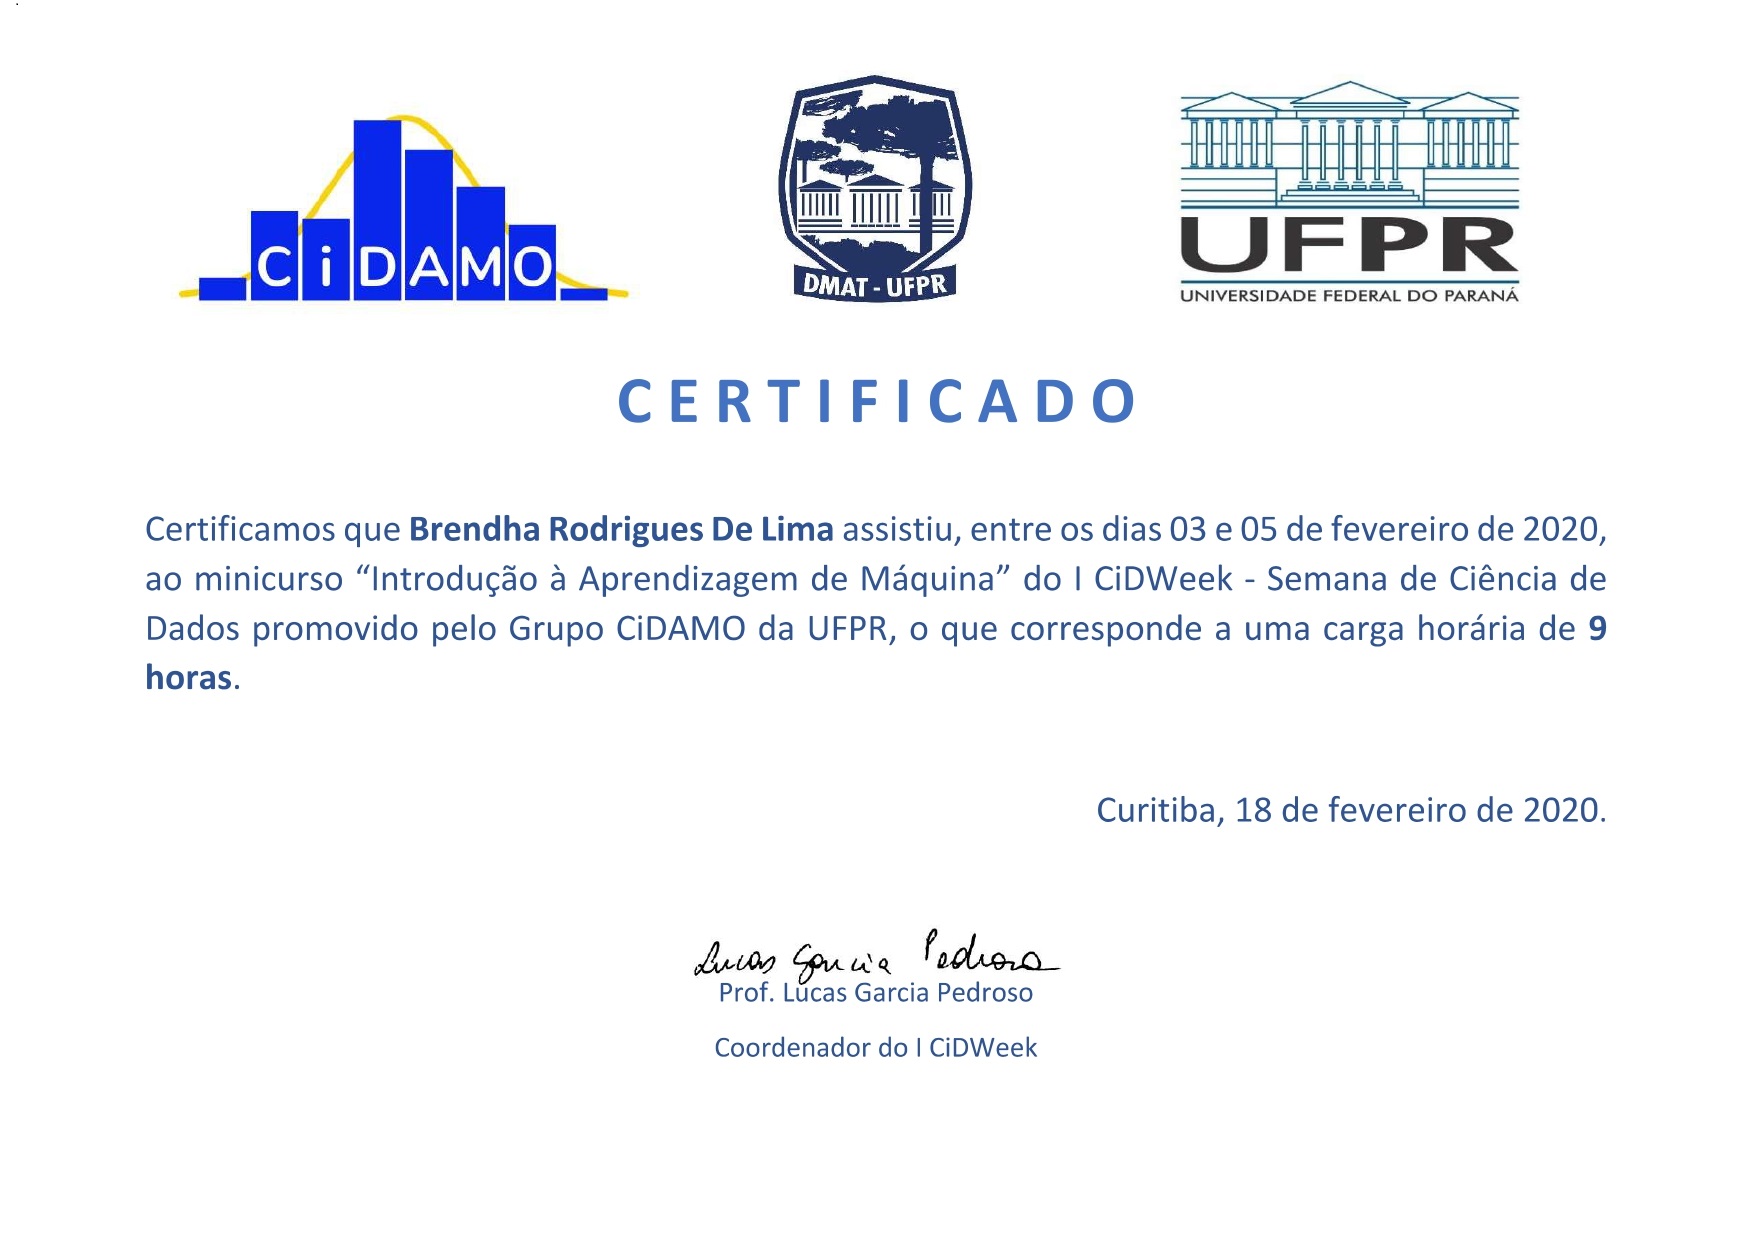 CiDAMO
DMAT - UFPR
UFPR
UNIVERSIDADE FEDERAL DO PARANÁ
CERTIFICADO
Certificamos que Brendha Rodrigues De Lima assistiu, entre os dias 03 e 05 de fevereiro de 2020,
ao minicurso “Introdução à Aprendizagem de Máquina” do I CiDWeek - Semana de Ciência de
Dados promovido pelo Grupo CiDAMO da UFPR, o que corresponde a uma carga horária de 9
horas.
Curitiba, 18 de fevereiro de 2020.
Lucas Garcia Pedroso
Prof. Lucas Garcia Pedroso
Coordenador do I CiDWeek